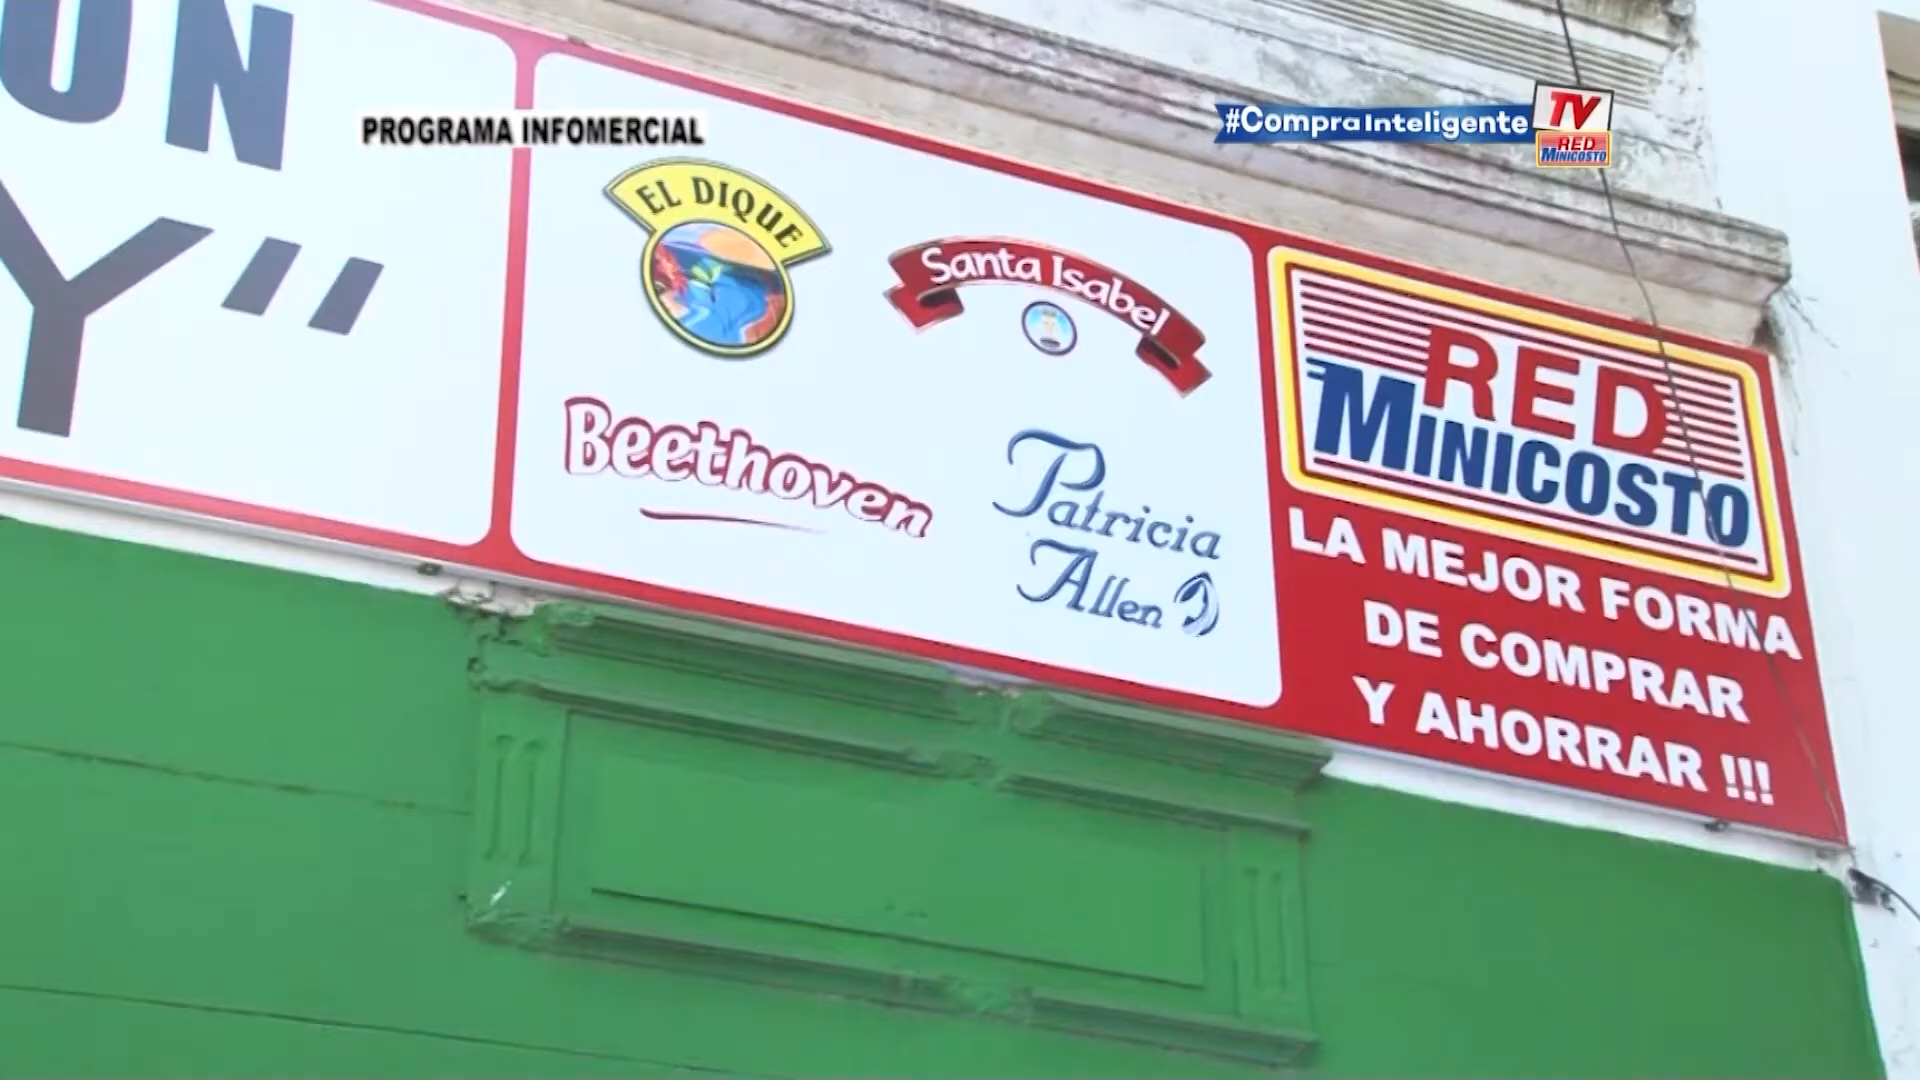 PROGRAMA INFOMERCIAL
#CompraInteligente
TV
RED
MINICOSTO
Y"
EL DIQUE
Santa Isabel
Beethoven
Patricia
Allen
RED
MINICOSTO
LA MEJOR FORMA
DE COMPRAR
Y AHORRAR !!!